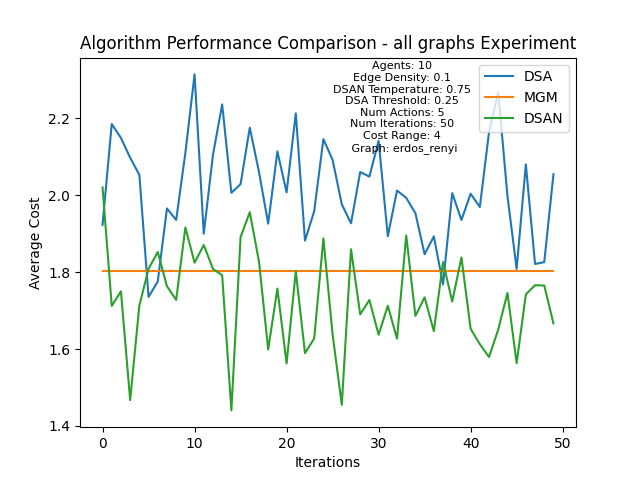 Algorithm Performance Comparison - all graphs Experiment
Agents: 10
Edge Density: 0.1
DSAN Temperature: 0.75
DSA Threshold: 0.25
Num Actions: 5
Num Iterations: 50
Cost Range: 4
Graph: erdos_renyi
DSA
MGM
DSAN
Average Cost
2.2
2.0
1.8
1.6
1.4
0 10 20 30 40 50
Iterations